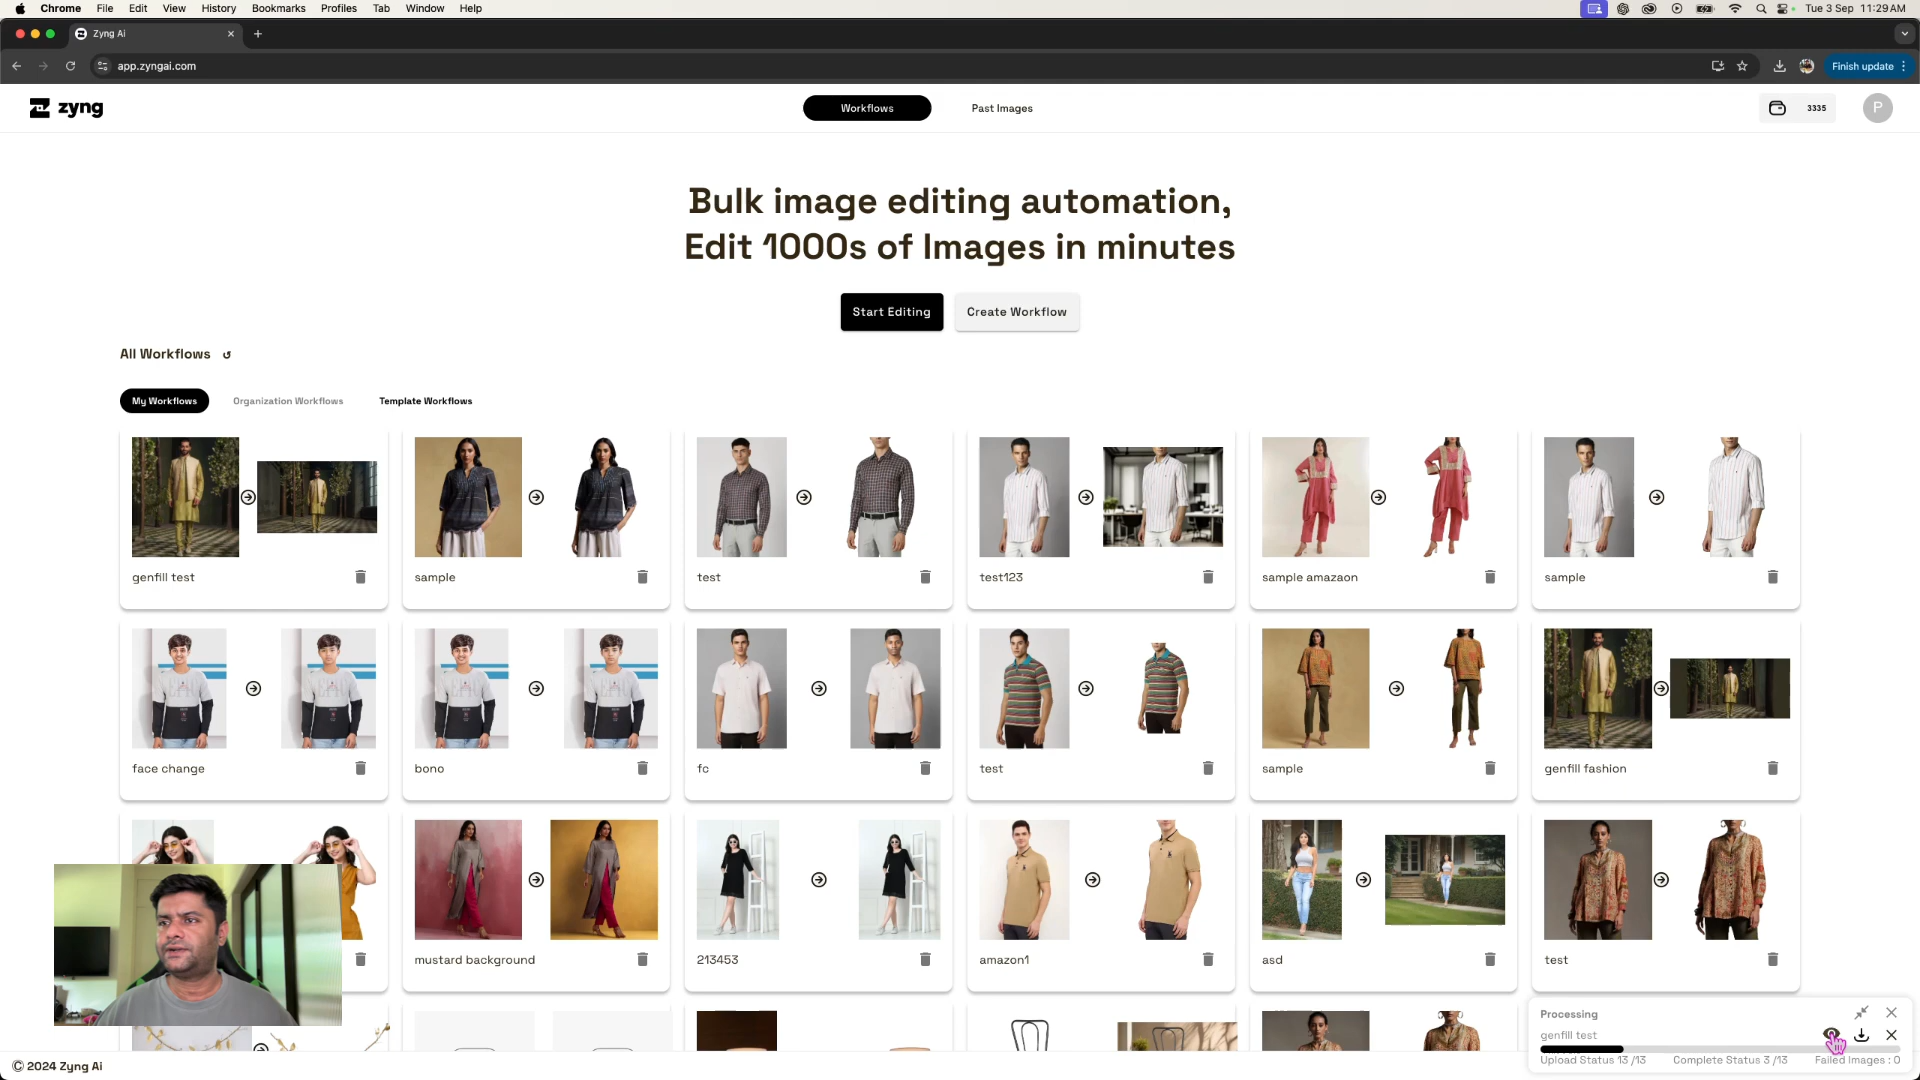 Chrome File Edit View History Bookmarks Profiles Tab Window Help
Tue 3 Sep 11:29 AM
Zyng Ai
app.zyngai.com
Finish update
zyng
Workflows
Past Images
3335
P
Bulk image editing automation,
Edit 1000s of Images in minutes
Start Editing
Create Workflow
All Workflows
My Workflows
Organization Workflows
Template Workflows
genfill test
sample
test
test123
sample amazaon
sample
face change
bono
fc
test
sample
genfill fashion
mustard background
213453
amazon1
asd
test
Processing
genfill test
Upload Status 13 /13
Complete Status 3 /13
Failed Images : 0
© 2024 Zyng Ai